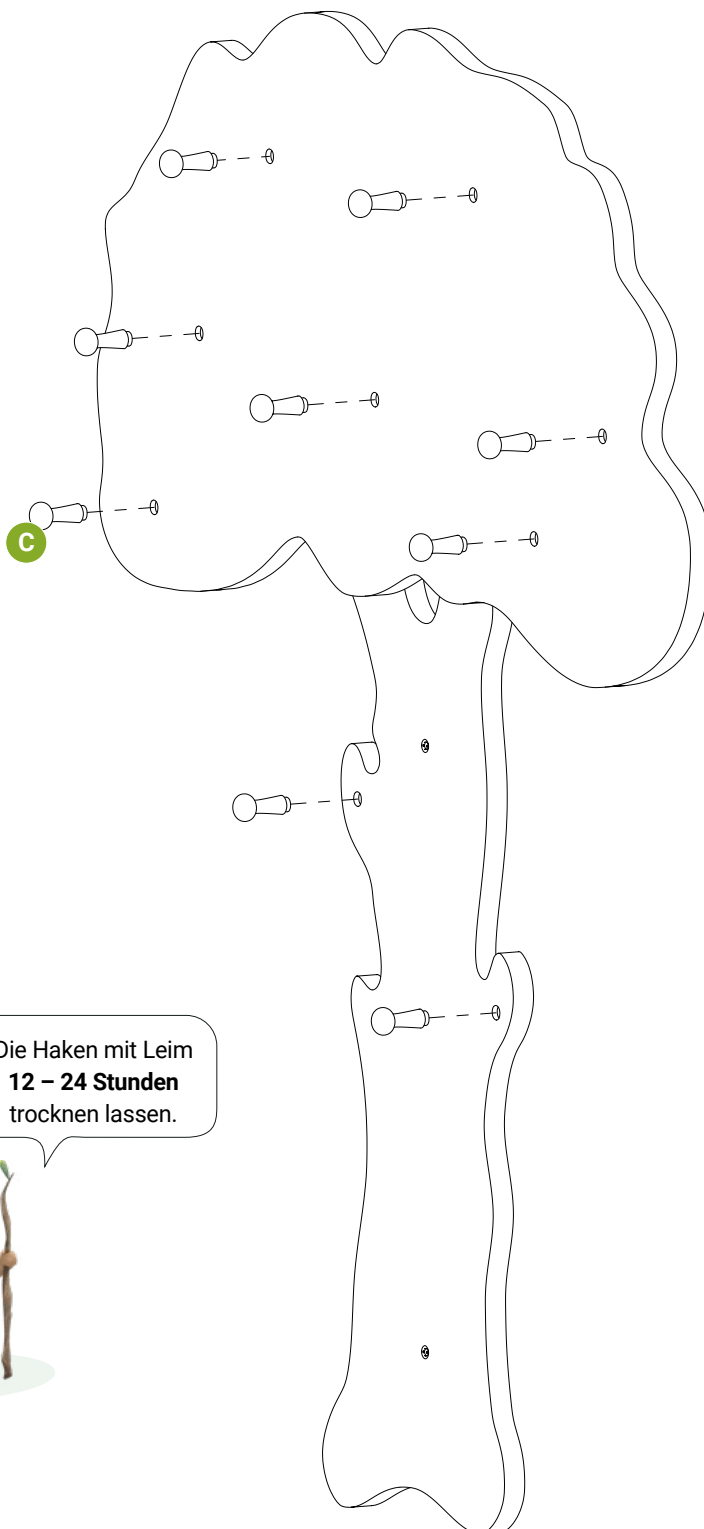 C
Die Haken mit Leim
12 – 24 Stunden
trocknen lassen.